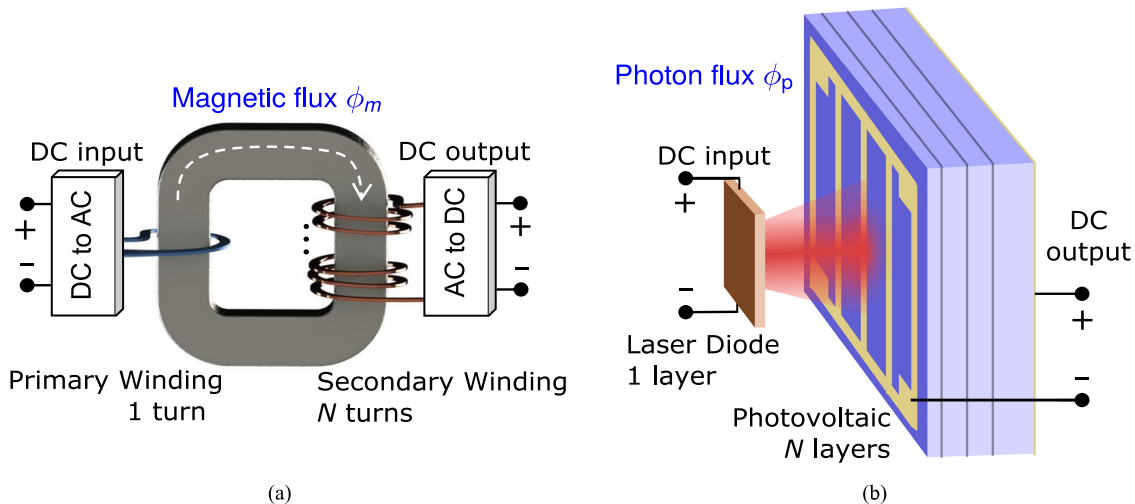 Magnetic flux ϕm
DC input
DC output
+
-
DC to AC
AC to DC
+
-
Primary Winding
1 turn
Secondary Winding
N turns
(a)
Photon flux ϕp
DC input
+
-
Laser Diode
1 layer
DC
output
+
-
Photovoltaic
N layers
(b)